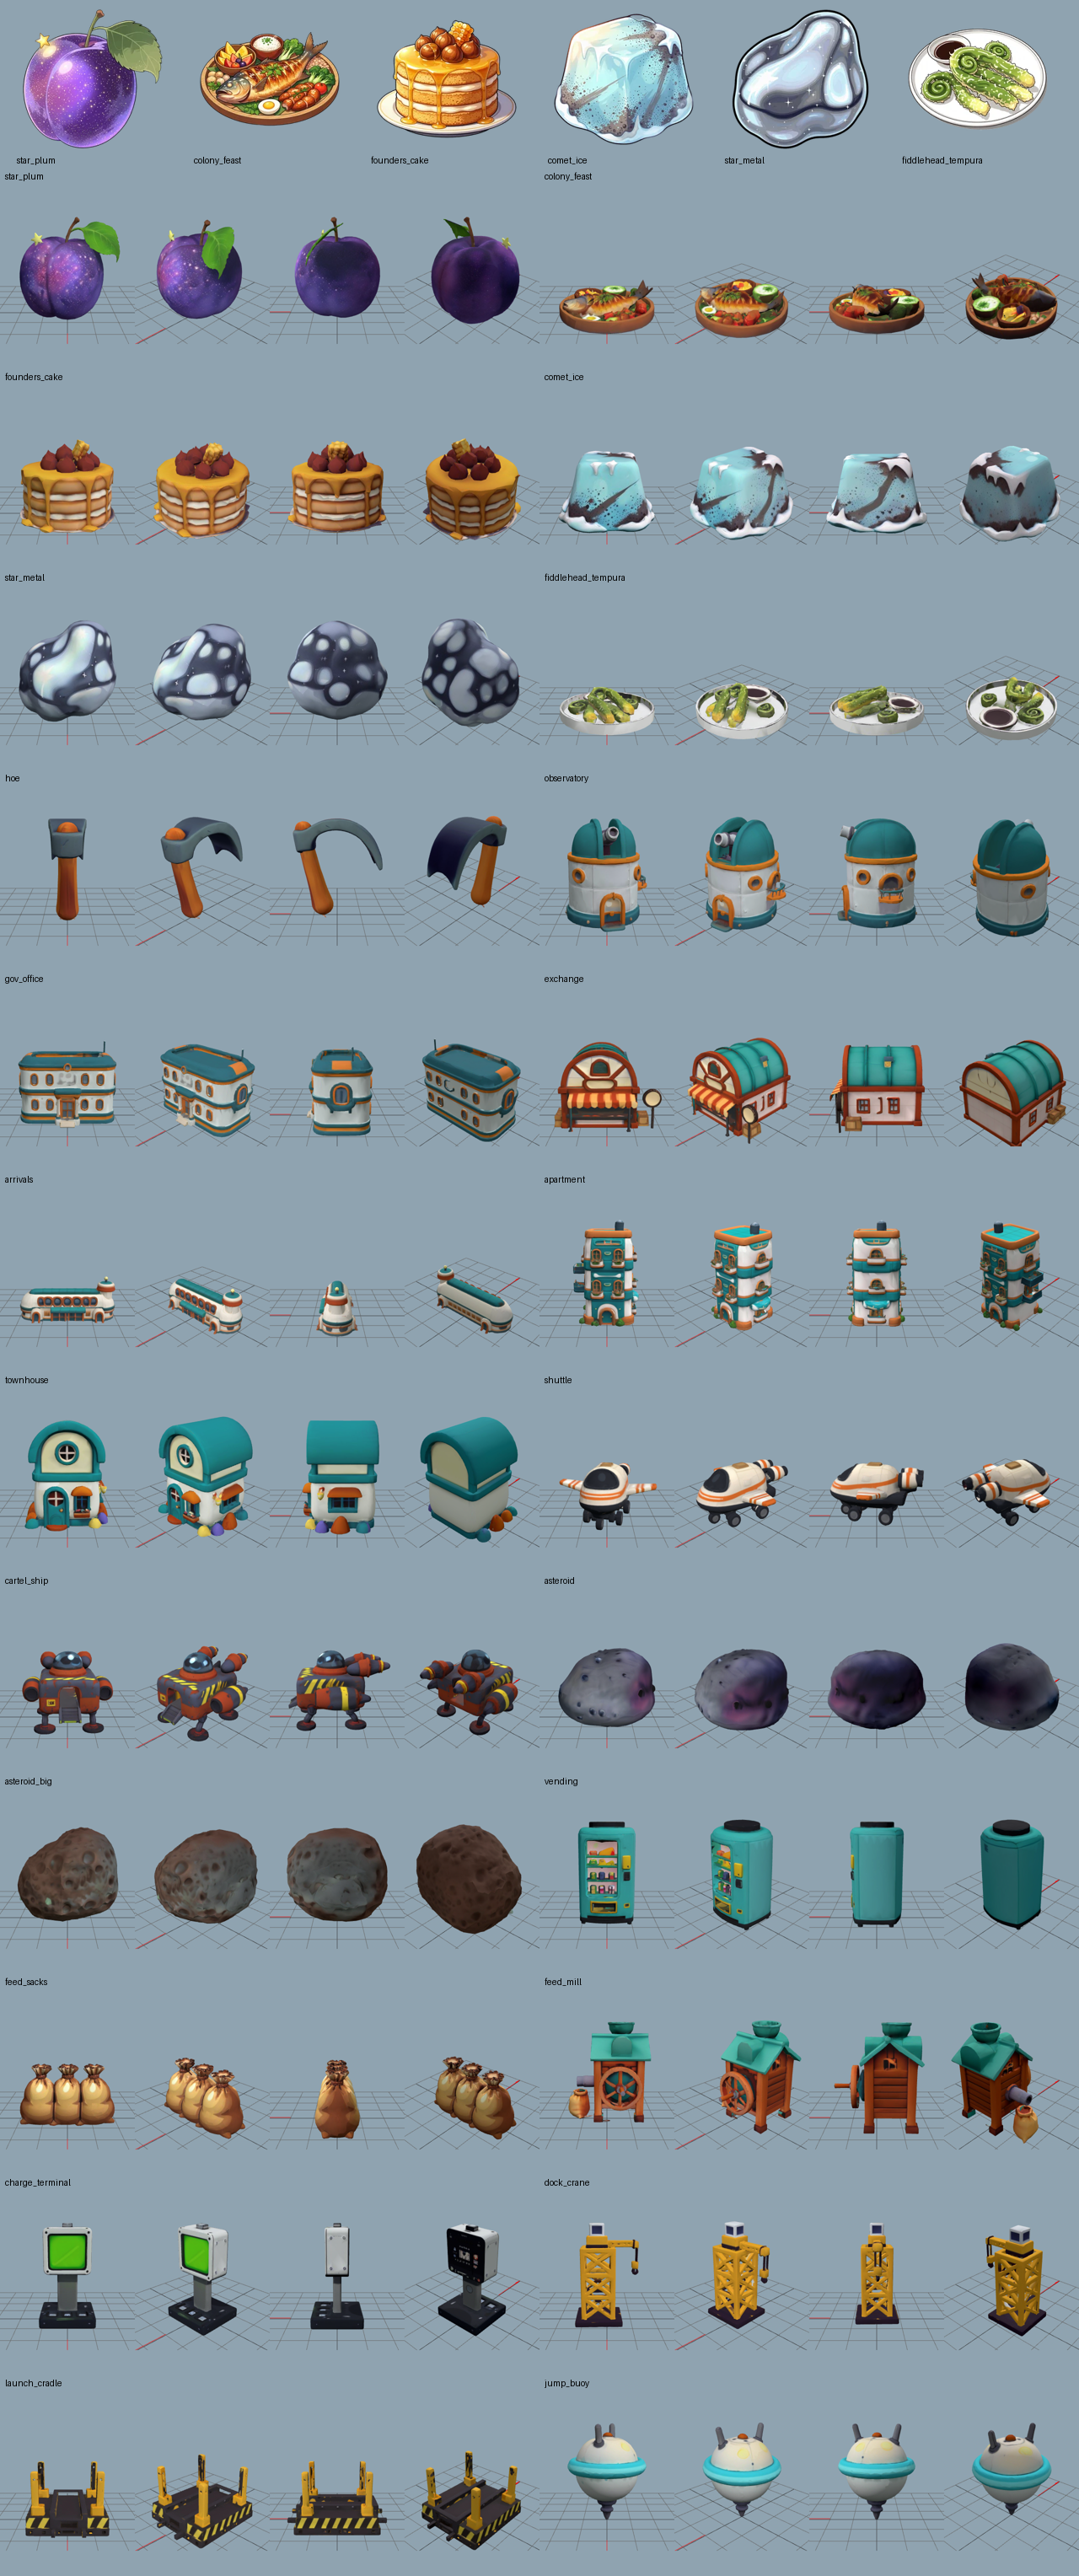 star_plum
colony_feast
founders_cake
comet_ice
star_metal
fiddlehead_tempura
star_plum
colony_feast
founders_cake
comet_ice
star_metal
fiddlehead_tempura
hoe
observatory
gov_office
exchange
arrivals
apartment
townhouse
shuttle
cartel_ship
asteroid
asteroid_big
vending
feed_sacks
feed_mill
charge_terminal
dock_crane
launch_cradle
jump_buoy